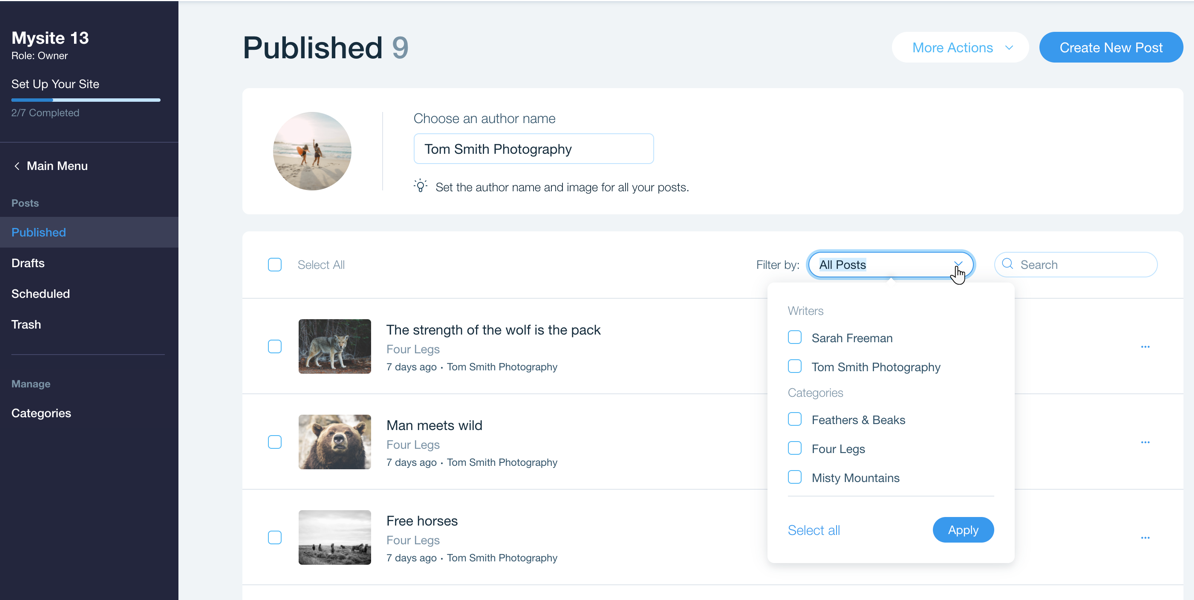 Mysite 13
Role: Owner
Set Up Your Site
2/7 Completed
Main Menu
Posts
Published
Drafts
Scheduled
Trash
Manage
Categories
Published 9
More Actions
Create New Post
Choose an author name
Tom Smith Photography
Set the author name and image for all your posts.
Select All
Filter by:
All Posts
Search
The strength of the wolf is the pack
Four Legs
7 days ago · Tom Smith Photography
Man meets wild
Four Legs
7 days ago · Tom Smith Photography
Free horses
Four Legs
7 days ago · Tom Smith Photography
Writers
Sarah Freeman
Tom Smith Photography
Categories
Feathers & Beaks
Four Legs
Misty Mountains
Select all
Apply